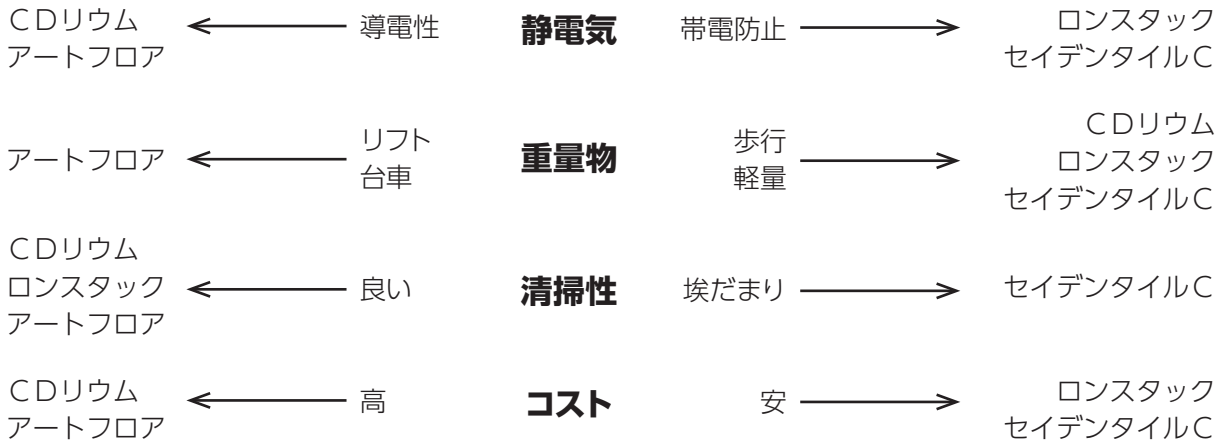 CDリウム
アートフロア
導電性
静電気
帯電防止
ロンスタック
セイデンタイルC
アートフロア
リフト
台車
重量物
歩行
軽量
CDリウム
ロンスタック
セイデンタイルC
CDリウム
ロンスタック
アートフロア
良い
清掃性
埃だまり
セイデンタイルC
CDリウム
アートフロア
高
コスト
安
ロンスタック
セイデンタイルC